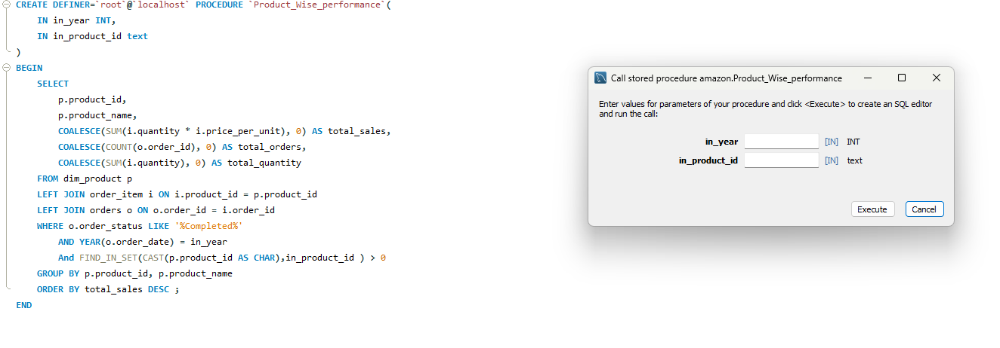 CREATE DEFINER=`root`@`localhost` PROCEDURE `Product_Wise_performance`(
    IN in_year INT,
    IN in_product_id text
)
BEGIN
    SELECT
        p.product_id,
        p.product_name,
        COALESCE(SUM(i.quantity * i.price_per_unit), 0) AS total_sales,
        COALESCE(COUNT(o.order_id), 0) AS total_orders,
        COALESCE(SUM(i.quantity), 0) AS total_quantity
    FROM dim_product p
    LEFT JOIN order_item i ON i.product_id = p.product_id
    LEFT JOIN orders o ON o.order_id = i.order_id
    WHERE o.order_status LIKE '%Completed%'
        AND YEAR(o.order_date) = in_year
        And FIND_IN_SET(CAST(p.product_id AS CHAR),in_product_id ) > 0
    GROUP BY p.product_id, p.product_name
    ORDER BY total_sales DESC ;
END
Call stored procedure amazon.Product_Wise_performance
Enter values for parameters of your procedure and click <Execute> to create an SQL editor
and run the call:
in_year [IN] INT
in_product_id [IN] text
Execute Cancel